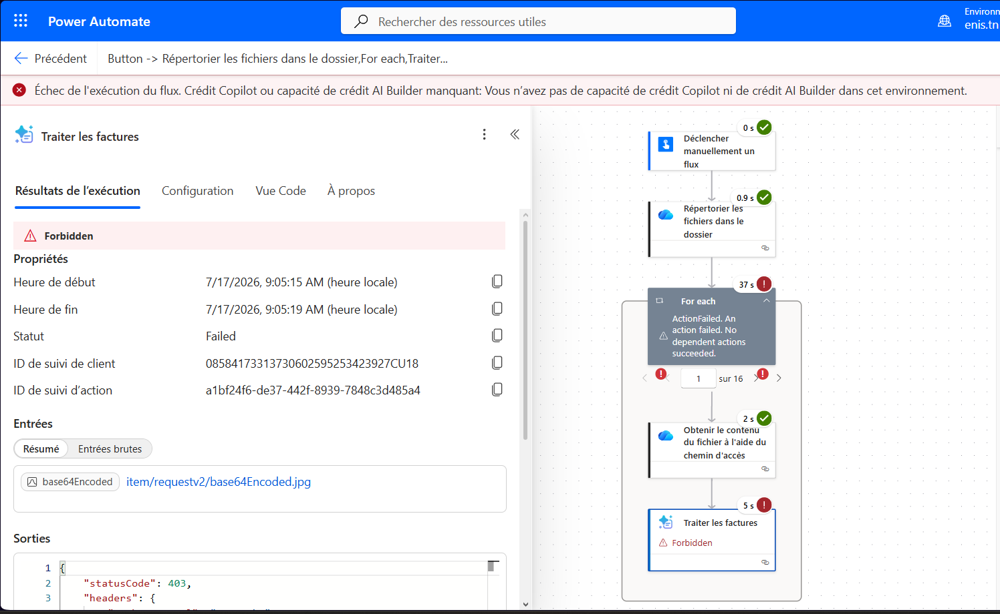 Power Automate
Rechercher des ressources utiles
Environn
enis.tn
Précédent
Button -> Répertorier les fichiers dans le dossier,For each,Traiter...
Échec de l'exécution du flux. Crédit Copilot ou capacité de crédit AI Builder manquant: Vous n’avez pas de capacité de crédit Copilot ni de crédit AI Builder dans cet environnement.
Traiter les factures
Résultats de l’exécution
Configuration
Vue Code
À propos
Forbidden
Propriétés
Heure de début
7/17/2026, 9:05:15 AM (heure locale)
Heure de fin
7/17/2026, 9:05:19 AM (heure locale)
Statut
Failed
ID de suivi de client
08584173313730602595253423927CU18
ID de suivi d’action
a1bf24f6-de37-442f-8939-7848c3d485a4
Entrées
Résumé
Entrées brutes
base64Encoded
item/requestv2/base64Encoded.jpg
Sorties
1 {
2 "statusCode": 403,
3 "headers": {
0 s
Déclencher
manuellement un
flux
0.9 s
Répertorier les
fichiers dans le
dossier
37 s
For each
ActionFailed. An
action failed. No
dependent actions
succeeded.
1 sur 16
2 s
Obtenir le contenu
du fichier à l'aide du
chemin d'accès
5 s
Traiter les factures
Forbidden